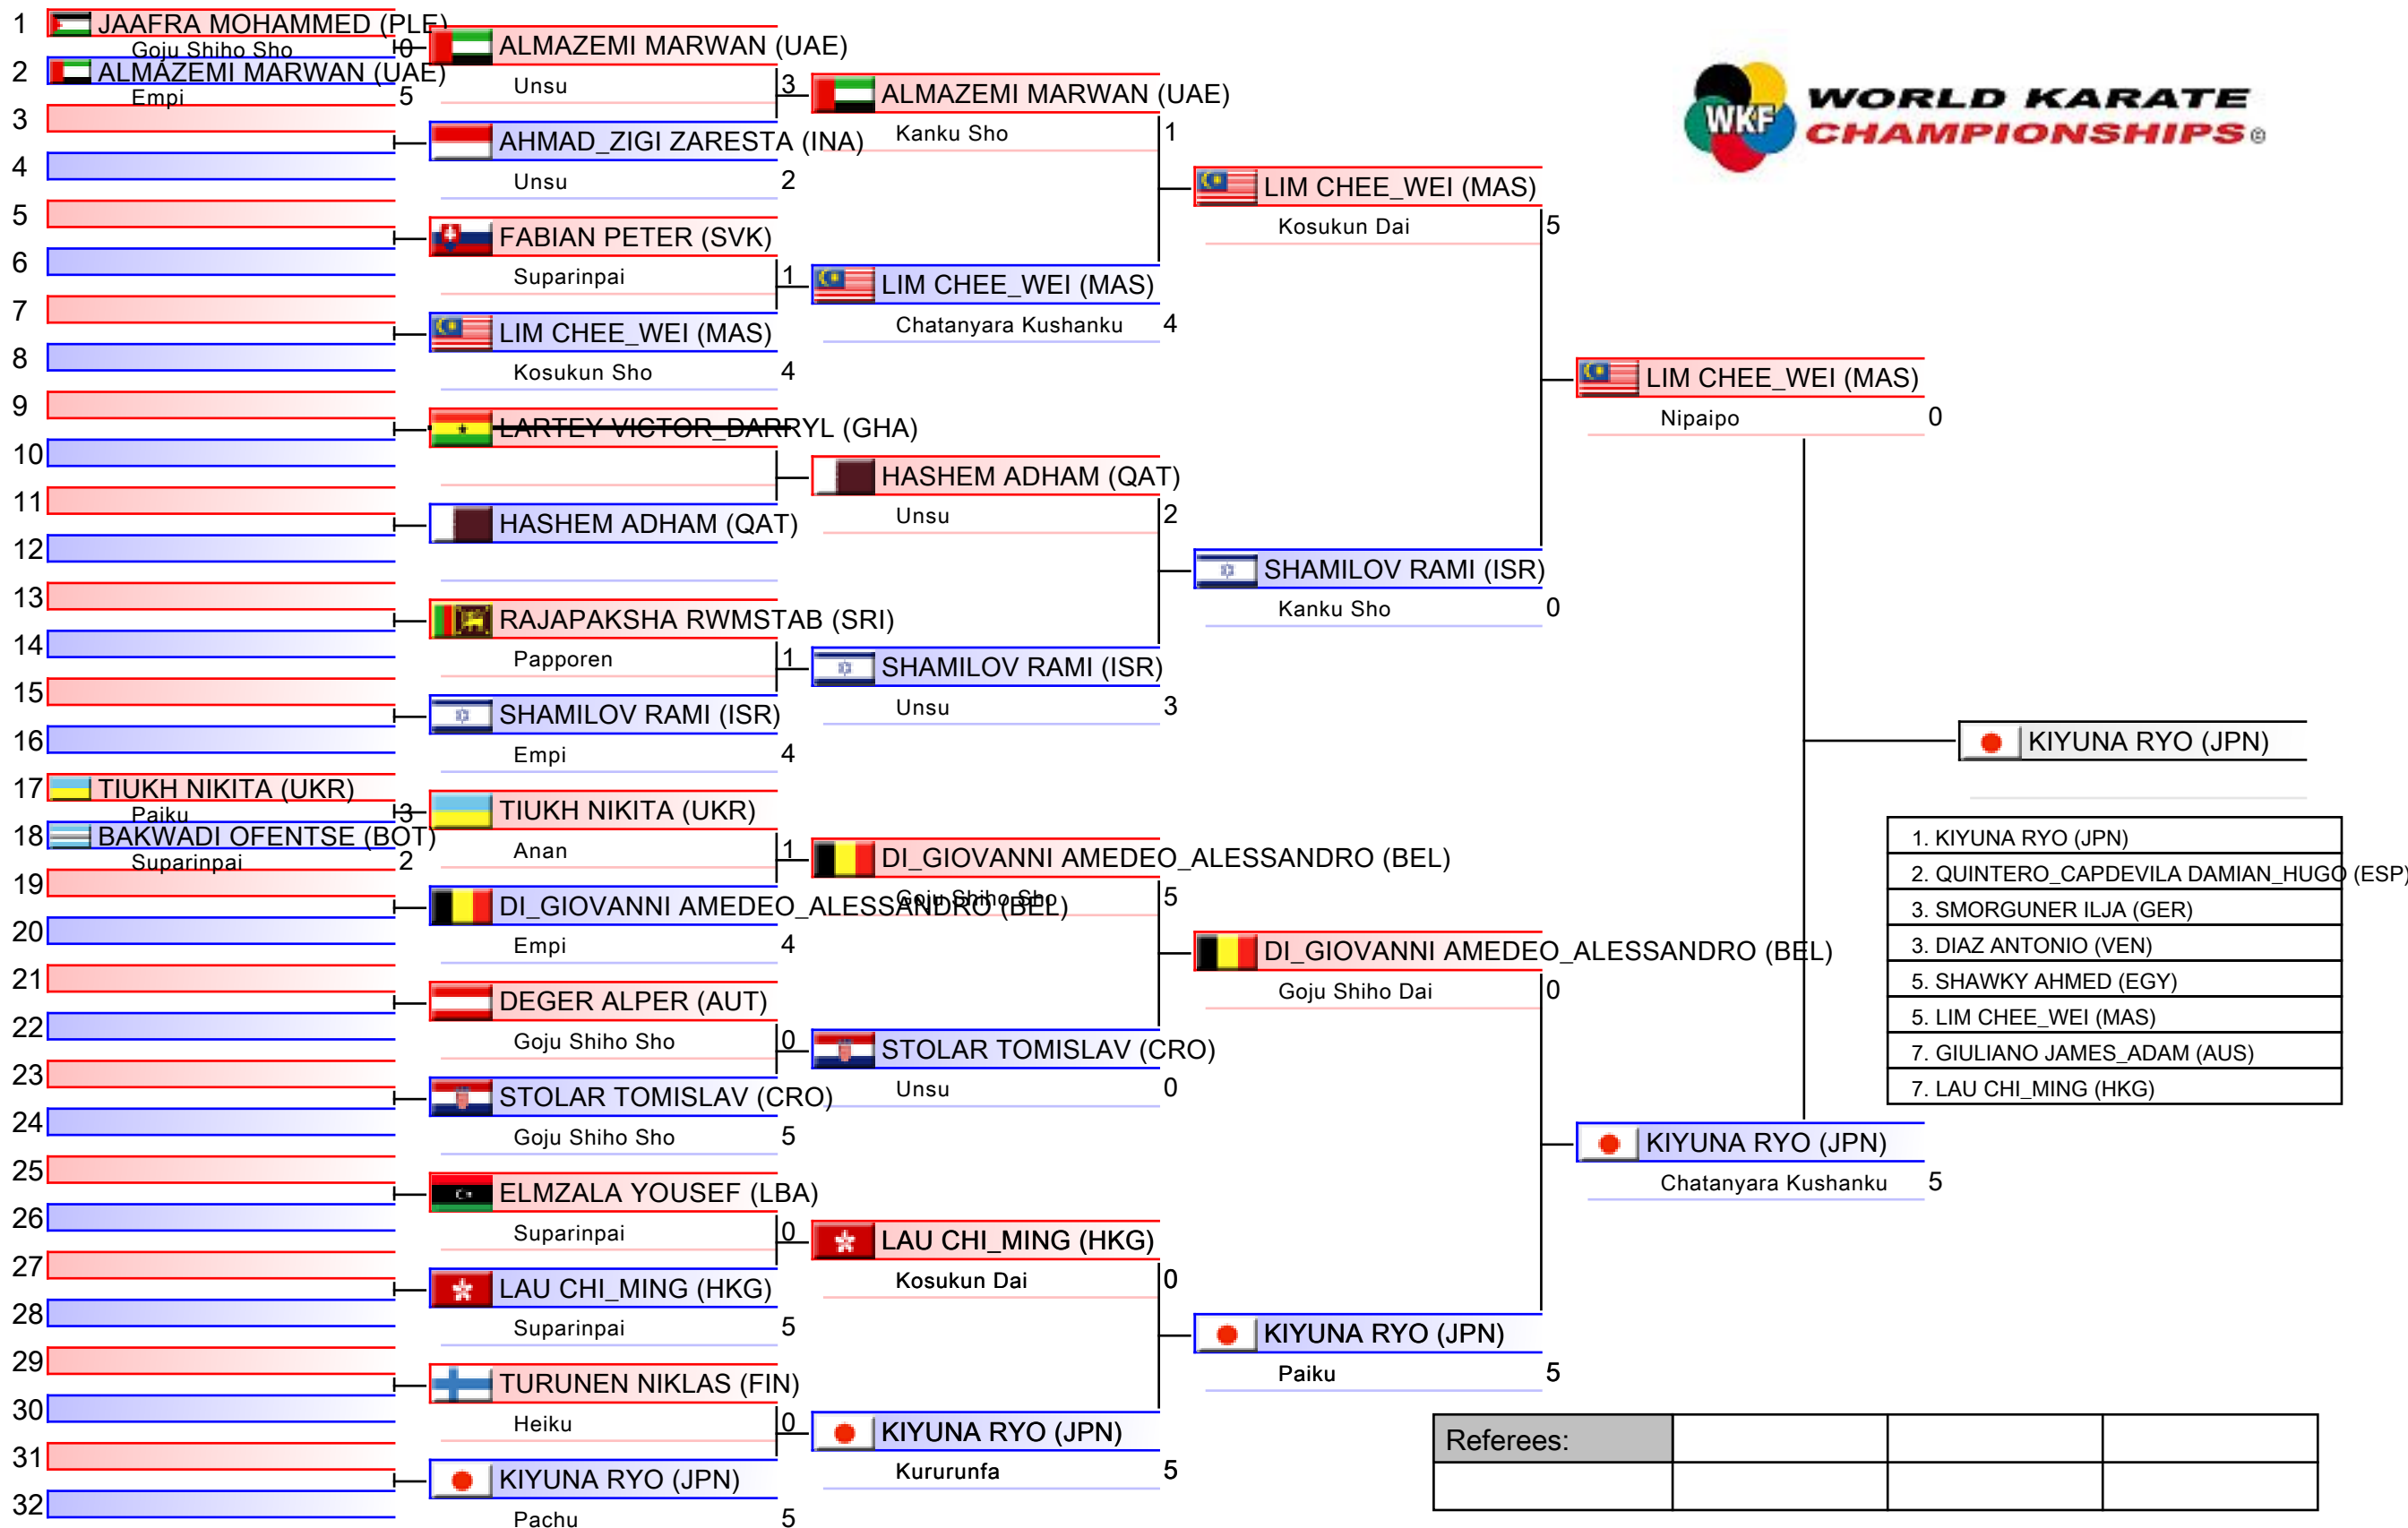 1 JAAFRA MOHAMMED (PLE)
Goju Shiho Sho 0
2 ALMAZEMI MARWAN (UAE)
Empi 5
3
4
5
6
7
8
9
10
11
12
13
14
15
16
17 TIUKH NIKITA (UKR)
Paiku 3
18 BAKWADI OFENTSE (BOT)
Suparinpai 2
19
20
21
22
23
24
25
26
27
28
29
30
31
32
ALMAZEMI MARWAN (UAE)
Unsu 3
AHMAD_ZIGI ZARESTA (INA)
Unsu 2
FABIAN PETER (SVK)
Suparinpai 1
LIM CHEE_WEI (MAS)
Kosukun Sho 4
LARTEY VICTOR_DARRYL (GHA)
HASHEM ADHAM (QAT)
RAJAPAKSHA RWMSTAB (SRI)
Papporen 1
SHAMILOV RAMI (ISR)
Empi 4
TIUKH NIKITA (UKR)
Anan 1
DI_GIOVANNI AMEDEO_ALESSANDRO (BEL)
Empi 4
DEGER ALPER (AUT)
Goju Shiho Sho 0
STOLAR TOMISLAV (CRO)
Goju Shiho Sho 5
ELMZALA YOUSEF (LBA)
Suparinpai 0
LAU CHI_MING (HKG)
Suparinpai 5
TURUNEN NIKLAS (FIN)
Heiku 0
KIYUNA RYO (JPN)
Pachu 5
ALMAZEMI MARWAN (UAE)
Kanku Sho 1
LIM CHEE_WEI (MAS)
Chatanyara Kushanku 4
HASHEM ADHAM (QAT)
Unsu 2
SHAMILOV RAMI (ISR)
Unsu 3
DI_GIOVANNI AMEDEO_ALESSANDRO (BEL)
Goju Shiho Sho 5
STOLAR TOMISLAV (CRO)
Unsu 0
LAU CHI_MING (HKG)
Kosukun Dai 0
KIYUNA RYO (JPN)
Kururunfa 5
LIM CHEE_WEI (MAS)
Kosukun Dai 5
SHAMILOV RAMI (ISR)
Kanku Sho 0
DI_GIOVANNI AMEDEO_ALESSANDRO (BEL)
Goju Shiho Dai 0
KIYUNA RYO (JPN)
Paiku 5
LIM CHEE_WEI (MAS)
Nipaipo 0
KIYUNA RYO (JPN)
Chatanyara Kushanku 5
WKF
WORLD KARATE
CHAMPIONSHIPS ®
KIYUNA RYO (JPN)
1. KIYUNA RYO (JPN)
2. QUINTERO_CAPDEVILA DAMIAN_HUGO (ESP)
3. SMORGUNER ILJA (GER)
3. DIAZ ANTONIO (VEN)
5. SHAWKY AHMED (EGY)
5. LIM CHEE_WEI (MAS)
7. GIULIANO JAMES_ADAM (AUS)
7. LAU CHI_MING (HKG)
Referees: